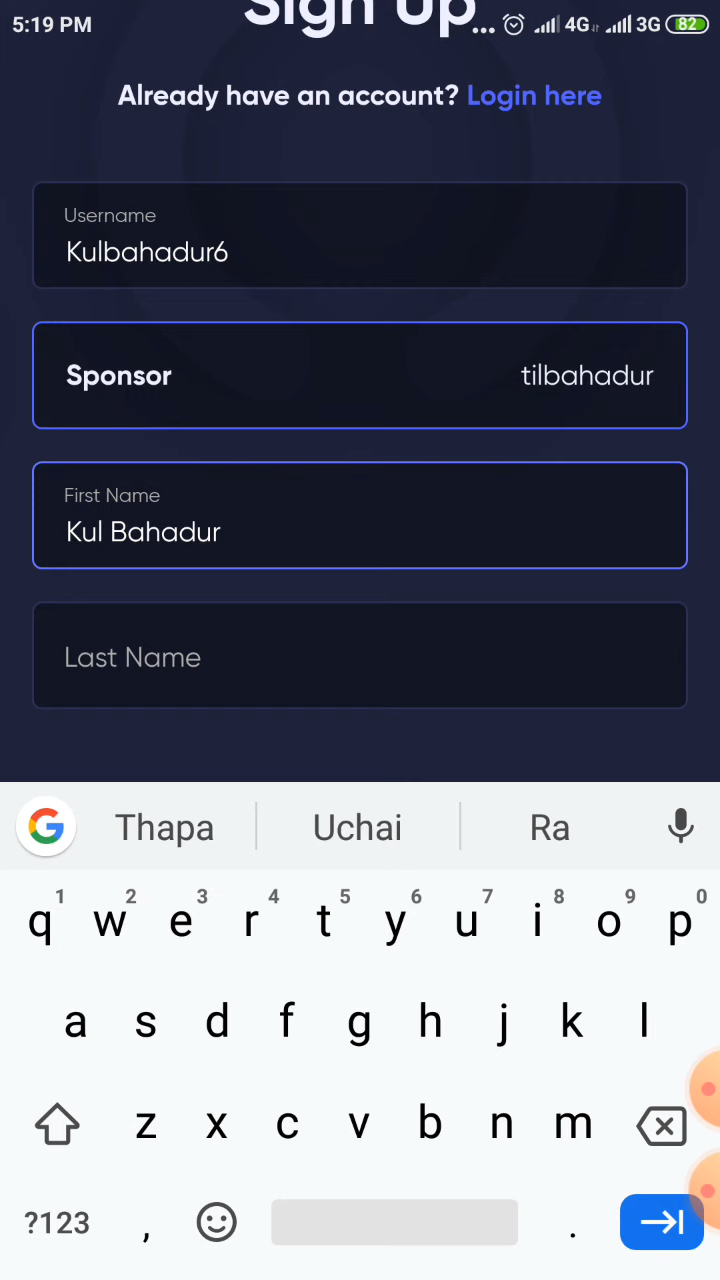 Sign Up
5:19 PM ... 4G 3G 82
Already have an account? Login here
Username
Kulbahadur6
Sponsor tilbahadur
First Name
Kul Bahadur
Last Name
G Thapa Uchai Ra
1 2 3 4 5 6 7 8 9 0
q w e r t y u i o p
a s d f g h j k l
z x c v b n m
?123 , .